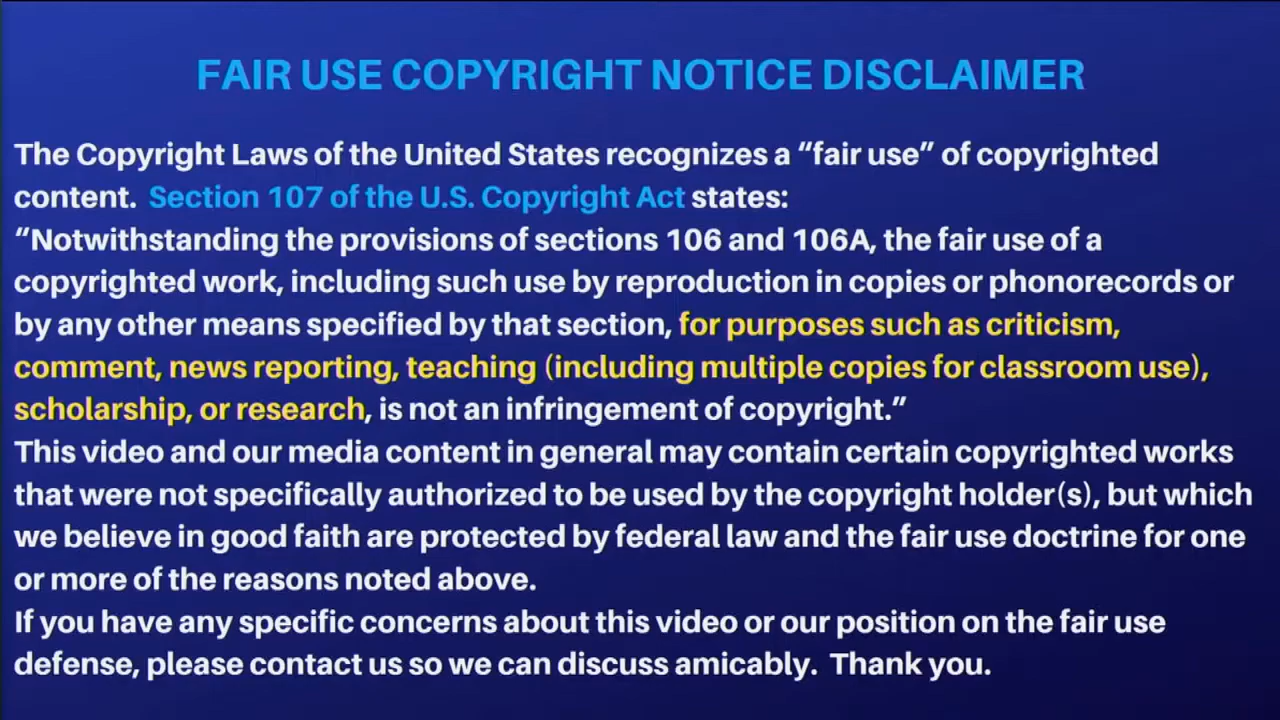 FAIR USE COPYRIGHT NOTICE DISCLAIMER
The Copyright Laws of the United States recognizes a “fair use” of copyrighted
content.  Section 107 of the U.S. Copyright Act states:
“Notwithstanding the provisions of sections 106 and 106A, the fair use of a
copyrighted work, including such use by reproduction in copies or phonorecords or
by any other means specified by that section, for purposes such as criticism,
comment, news reporting, teaching (including multiple copies for classroom use),
scholarship, or research, is not an infringement of copyright.”
This video and our media content in general may contain certain copyrighted works
that were not specifically authorized to be used by the copyright holder(s), but which
we believe in good faith are protected by federal law and the fair use doctrine for one
or more of the reasons noted above.
If you have any specific concerns about this video or our position on the fair use
defense, please contact us so we can discuss amicably.  Thank you.